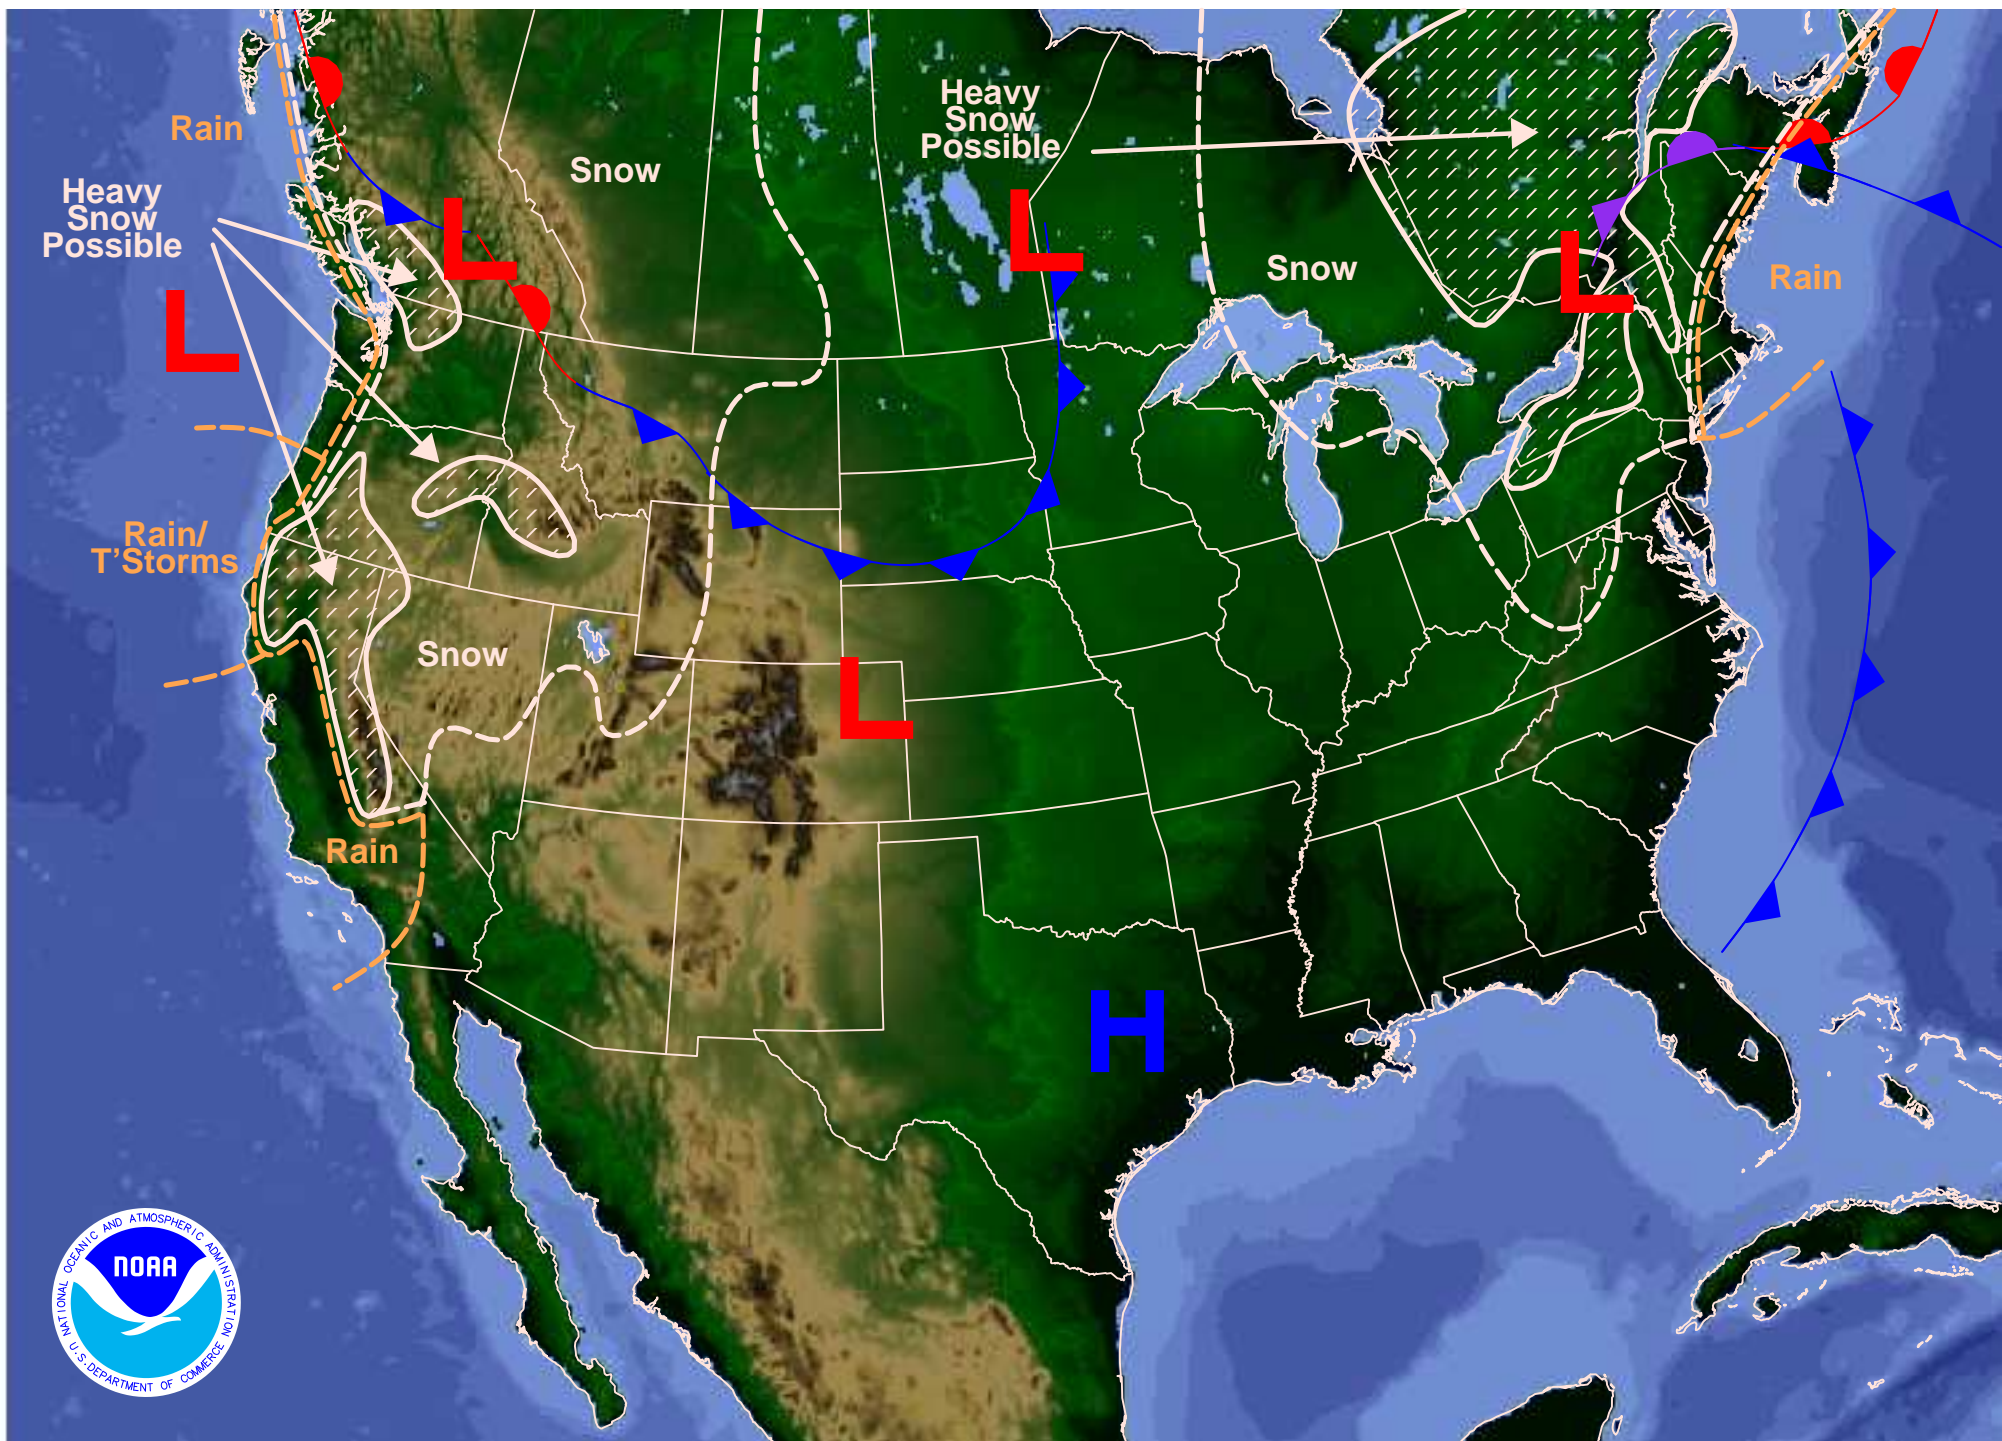 Heavy
Snow
Possible
Rain
Snow
Heavy
Snow
Possible
L
L
Snow
L
Rain
L
Rain/
T'Storms
Snow
L
Rain
H
NATIONAL OCEANIC AND ATMOSPHERIC ADMINISTRATION
NOAA
U.S. DEPARTMENT OF COMMERCE